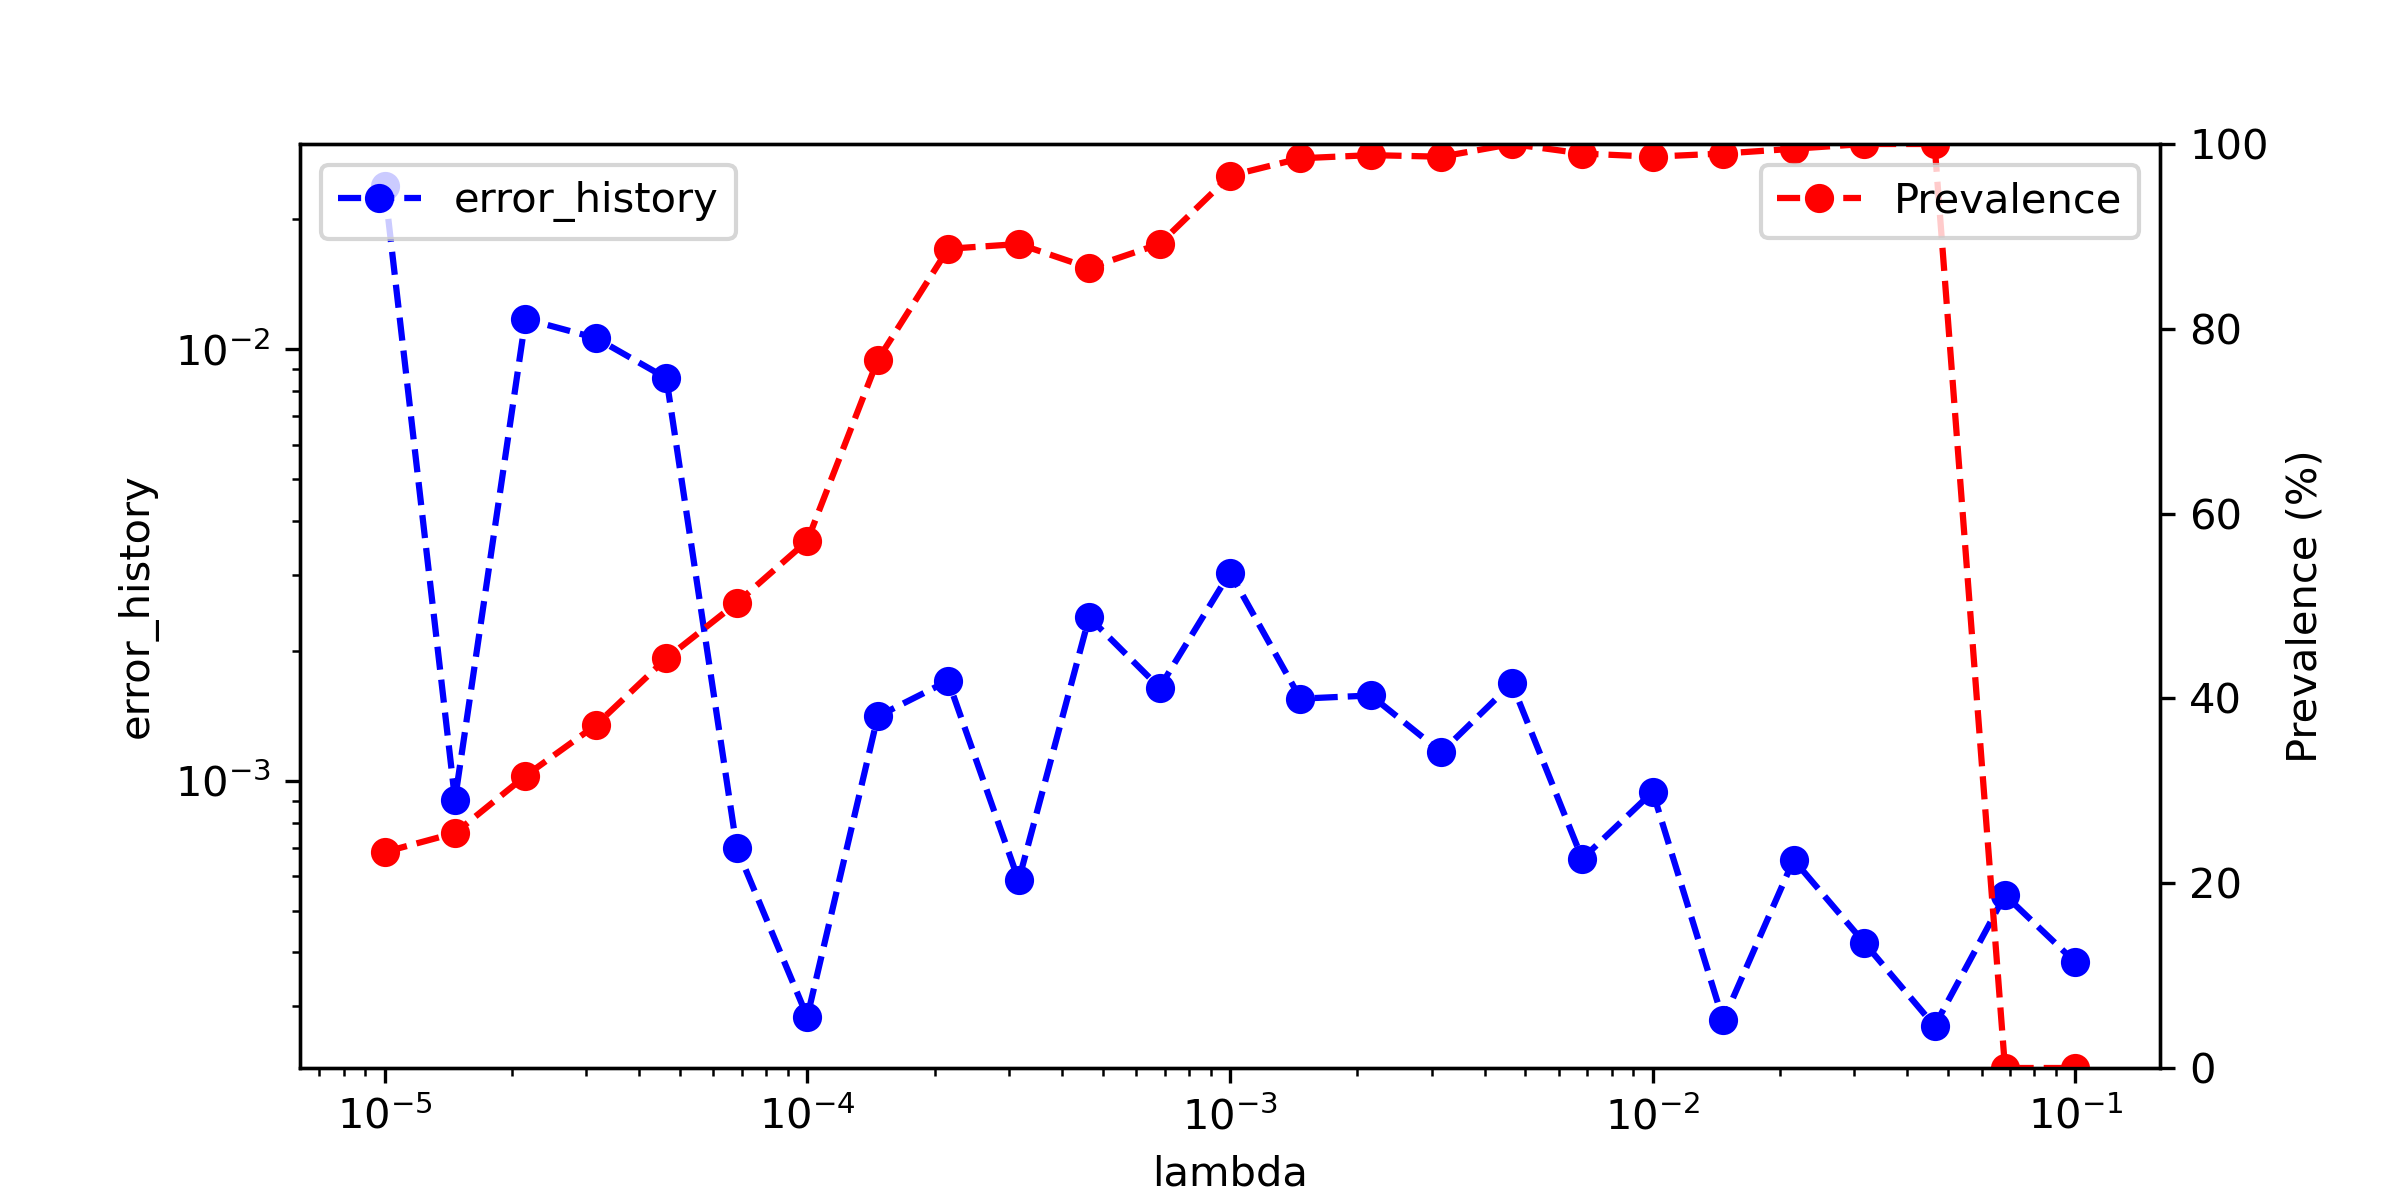 error_history
Prevalence
100
80
60
40
20
0
10⁻²
10⁻³
error_history
Prevalence (%)
10⁻⁵
10⁻⁴
10⁻³
10⁻²
10⁻¹
lambda